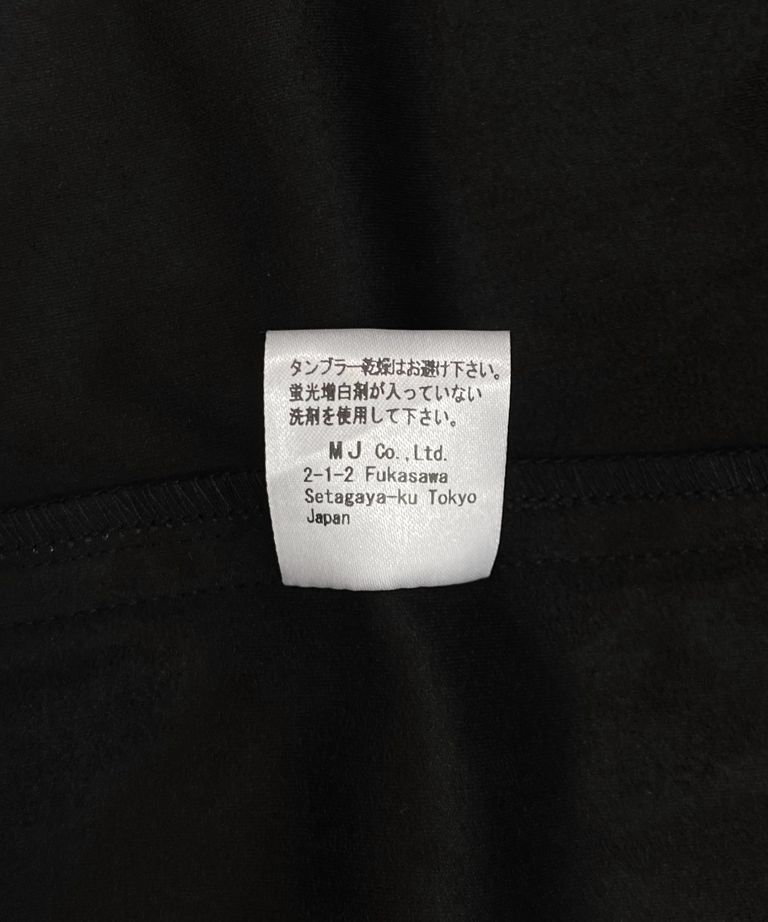 タンブラー乾燥はお避け下さい。
蛍光増白剤が入っていない
洗剤を使用して下さい。
MJ Co.,Ltd.
2-1-2 Fukasawa
Setagaya-ku Tokyo
Japan